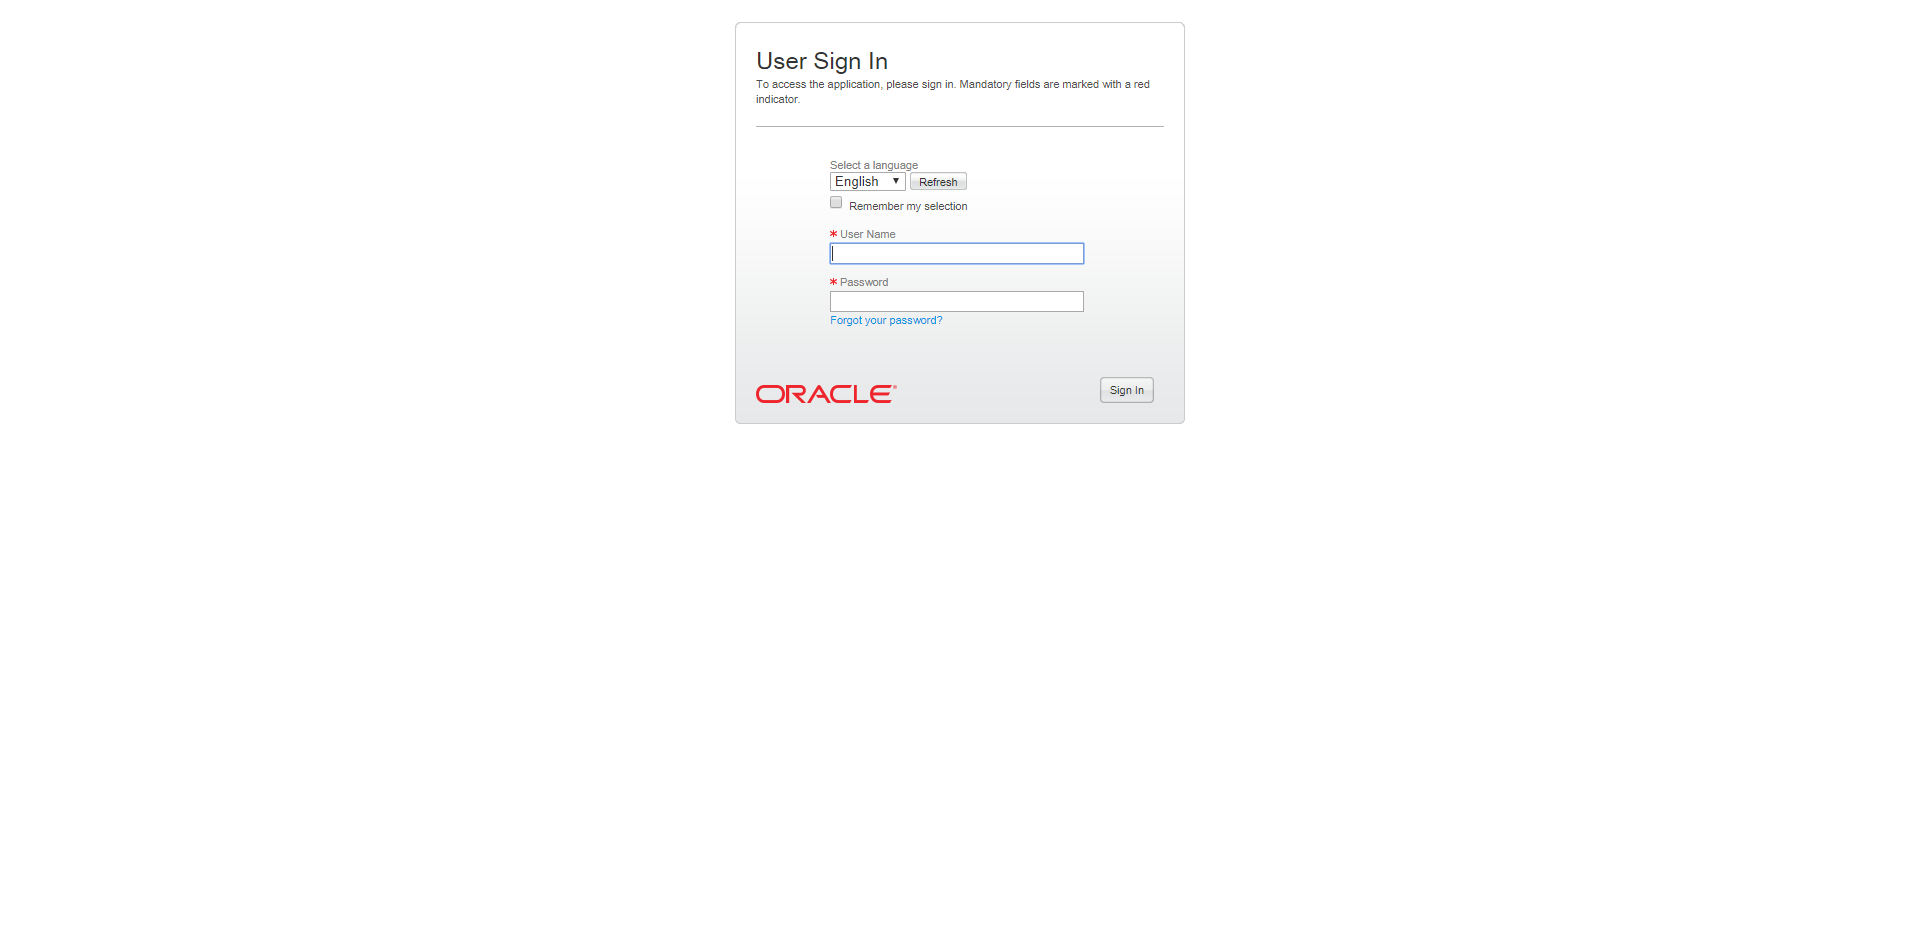 User Sign In
To access the application, please sign in. Mandatory fields are marked with a red
indicator.
Select a language
English ▼ Refresh
Remember my selection
* User Name
* Password
Forgot your password?
ORACLE®
Sign In